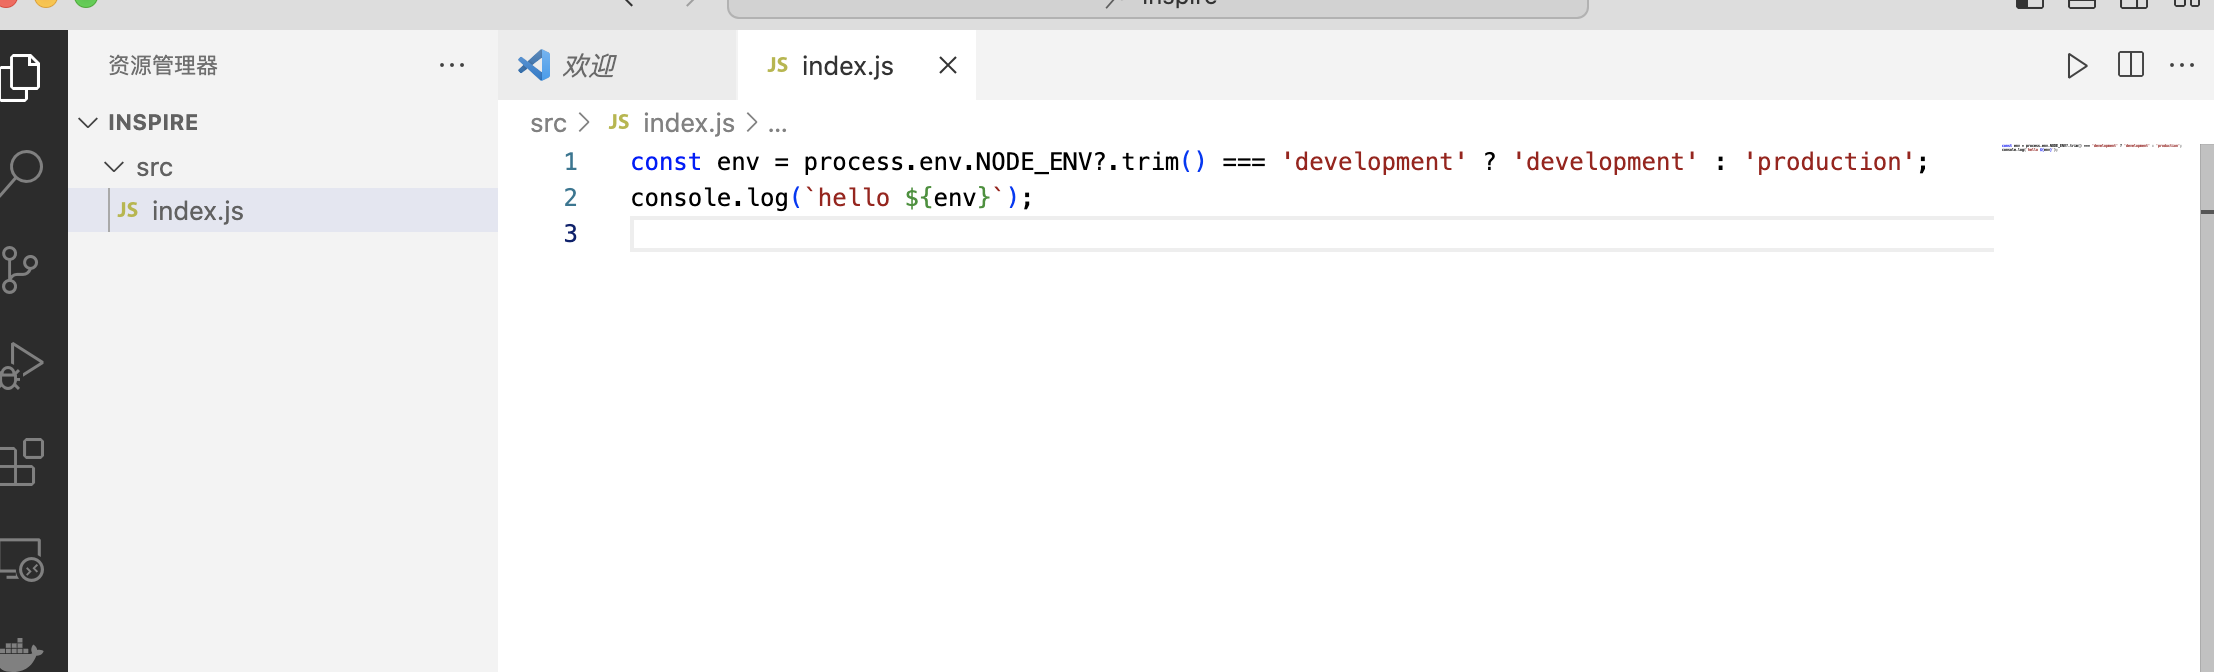 inspire
资源管理器
INSPIRE
src
JS index.js
欢迎
JS index.js
src > JS index.js > ...
1 const env = process.env.NODE_ENV?.trim() === 'development' ? 'development' : 'production';
2 console.log(`hello ${env}`);
3